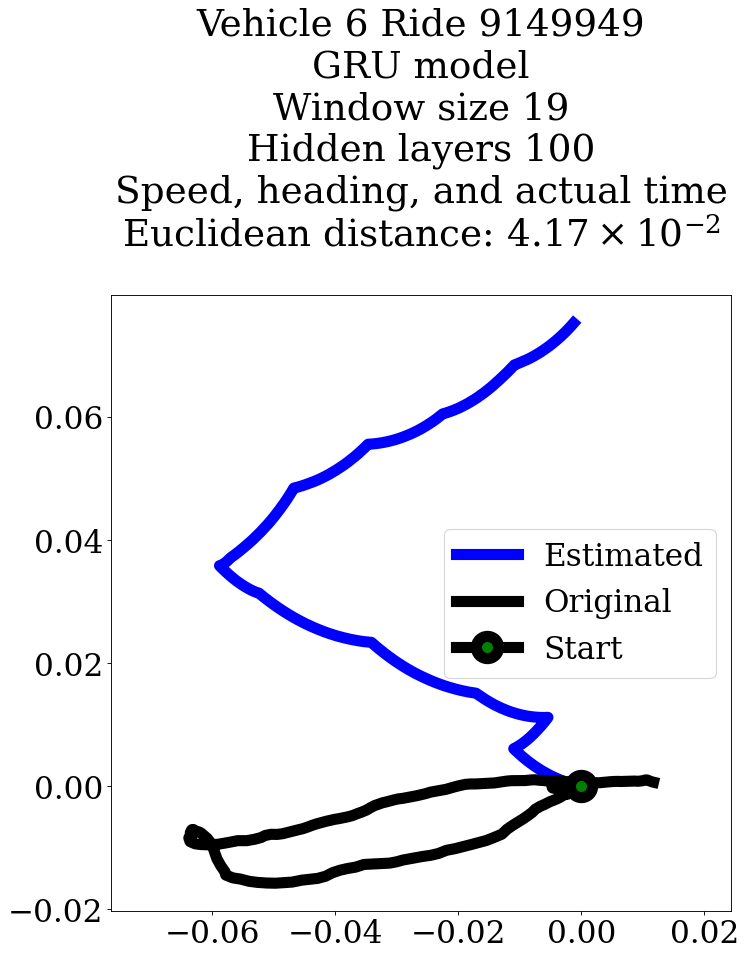 Vehicle 6 Ride 9149949
GRU model
Window size 19
Hidden layers 100
Speed, heading, and actual time
Euclidean distance: 4.17 × 10⁻²
0.06
0.04
0.02
0.00
−0.02
Estimated
Original
Start
−0.06 −0.04 −0.02 0.00 0.02